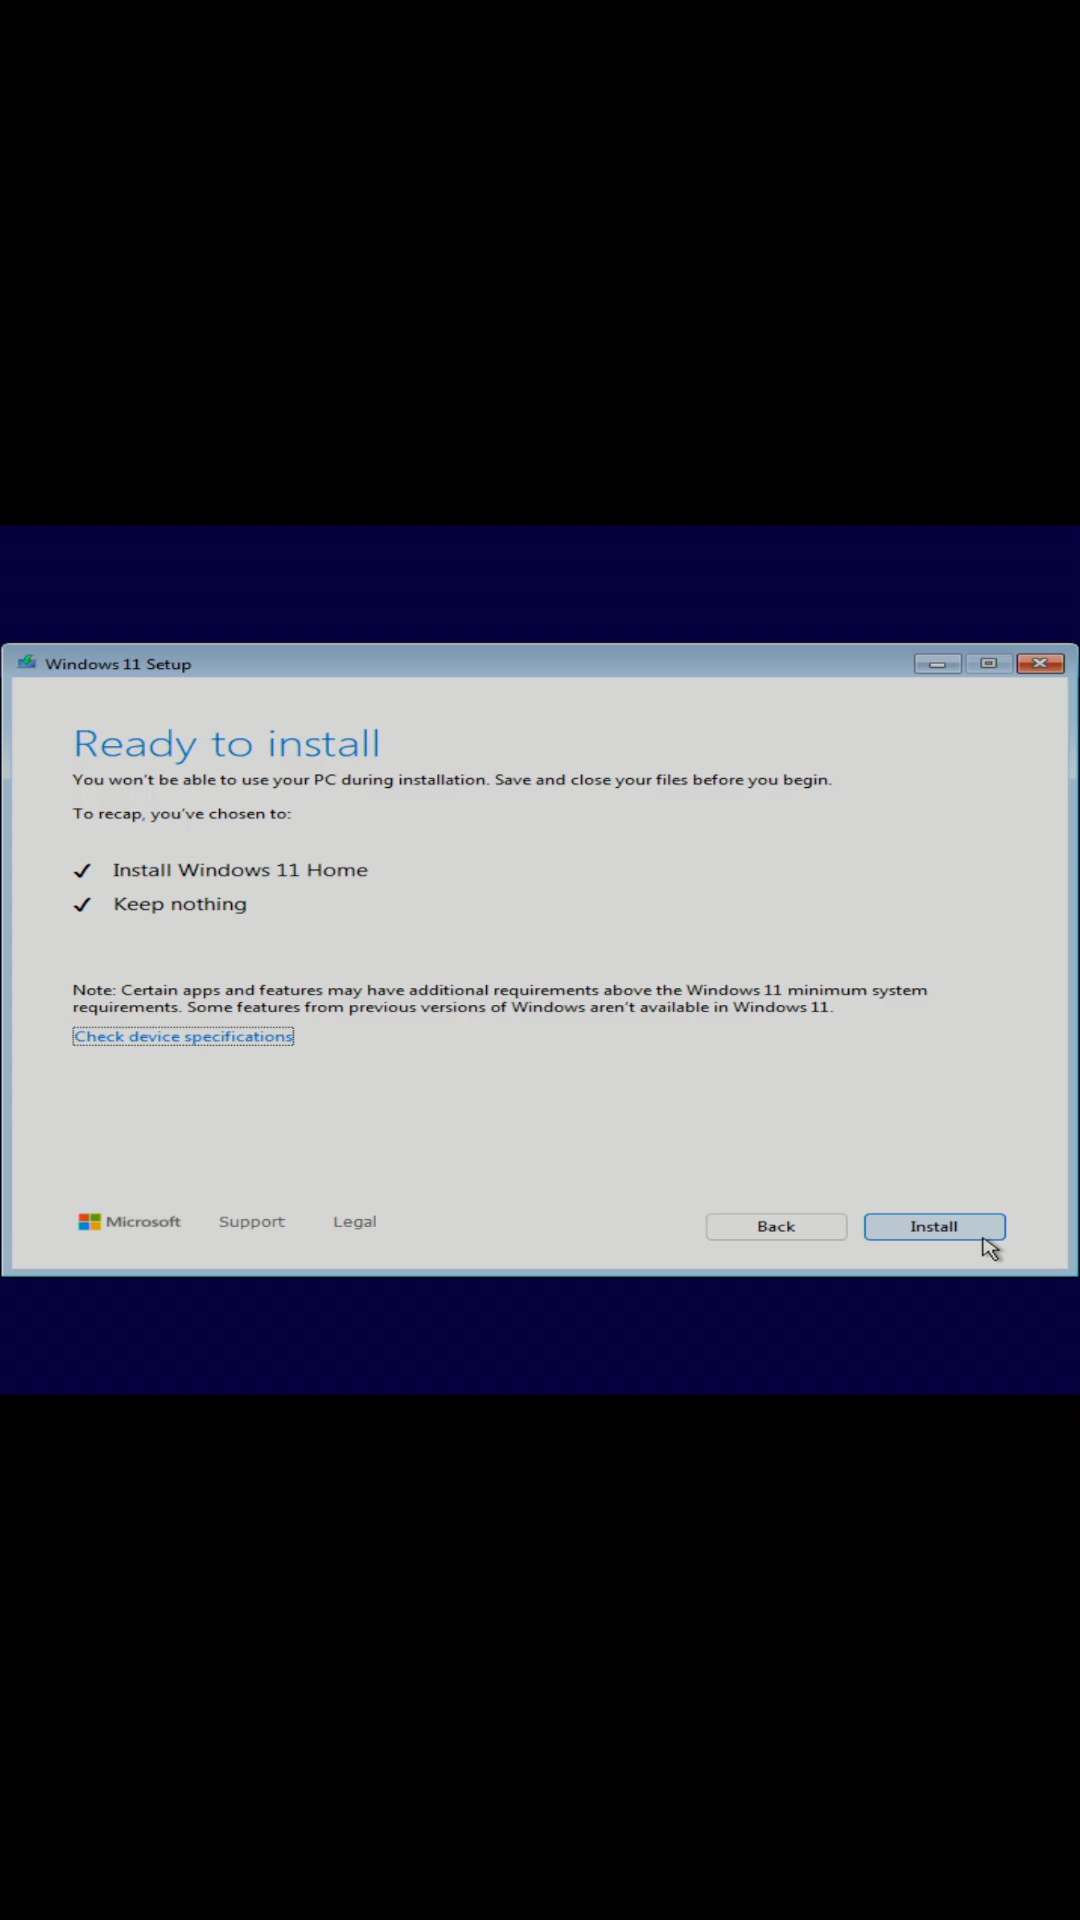 Windows 11 Setup
Ready to install
You won't be able to use your PC during installation. Save and close your files before you begin.
To recap, you've chosen to:
Install Windows 11 Home
Keep nothing
Note: Certain apps and features may have additional requirements above the Windows 11 minimum system
requirements. Some features from previous versions of Windows aren't available in Windows 11.
Check device specifications
Microsoft Support Legal Back Install